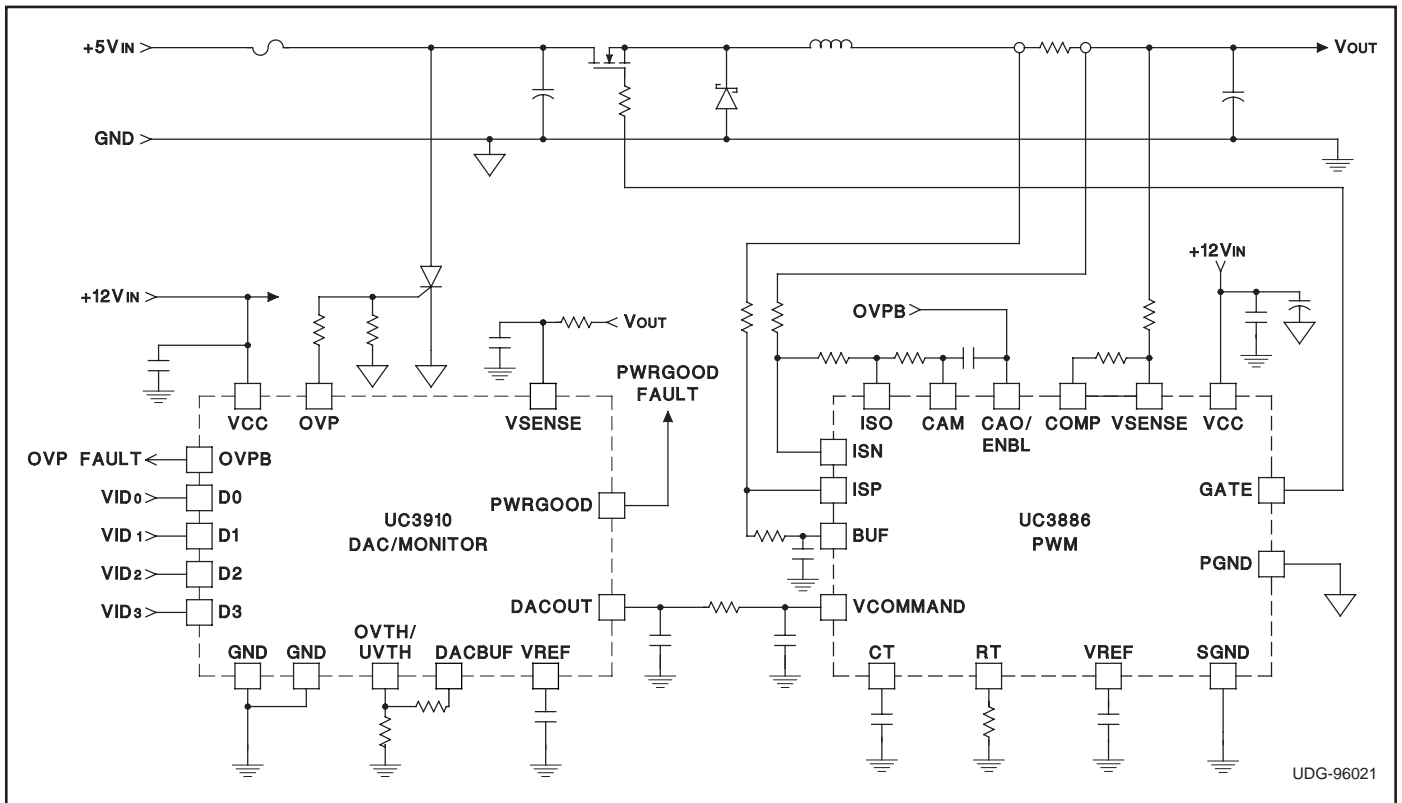 +5VIN
VOUT
GND
+12VIN
+12VIN
OVPB
VOUT
PWRGOOD
FAULT
VCC
OVP
VSENSE
ISO
CAM
CAO/
ENBL
COMP
VSENSE
VCC
OVP FAULT
OVPB
ISN
VID0
D0
PWRGOOD
ISP
GATE
VID1
D1
UC3910
DAC/MONITOR
BUF
UC3886
PWM
VID2
D2
PGND
VID3
D3
DACOUT
VCOMMAND
GND
GND
OVTH/
UVTH
DACBUF
VREF
CT
RT
VREF
SGND
UDG-96021